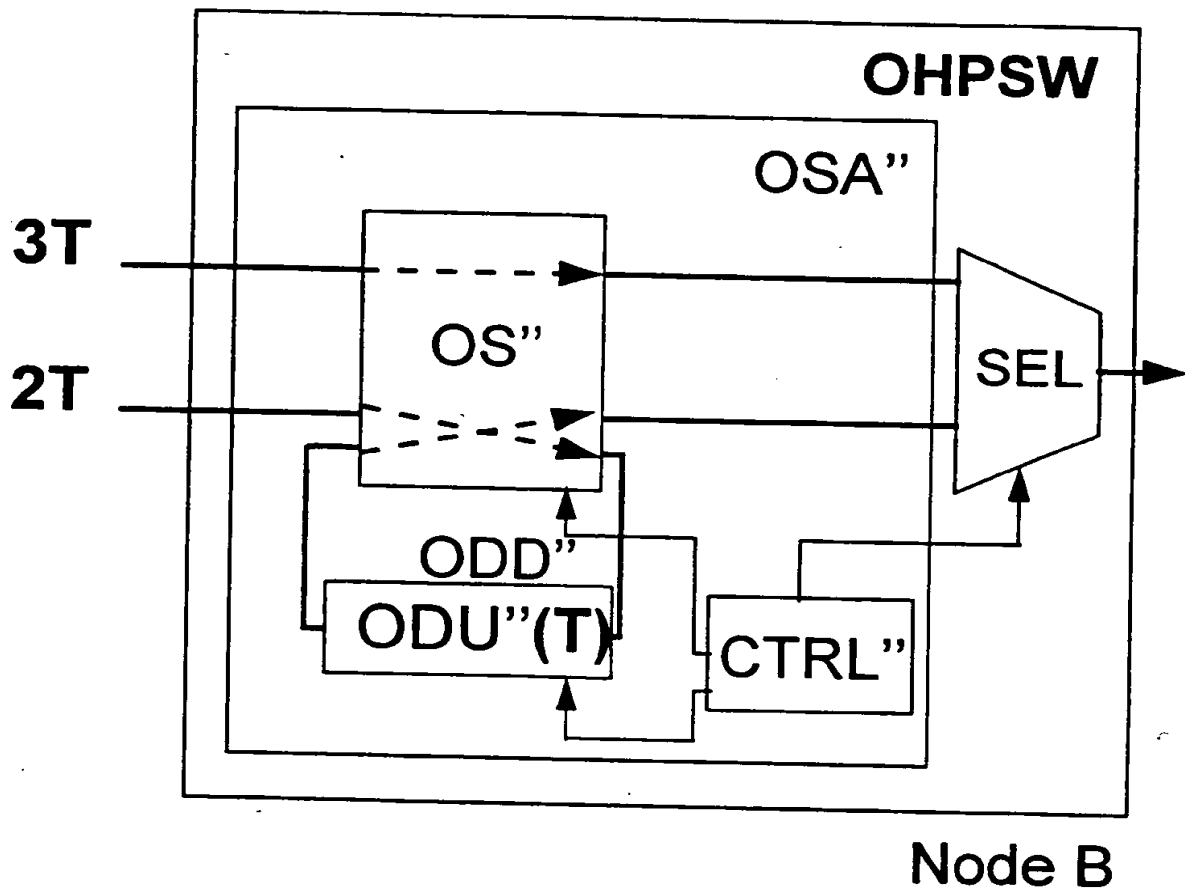 OHPSW
OSA”
3T
OS”
SEL
2T
ODD”
ODU”(T)
CTRL”
Node B